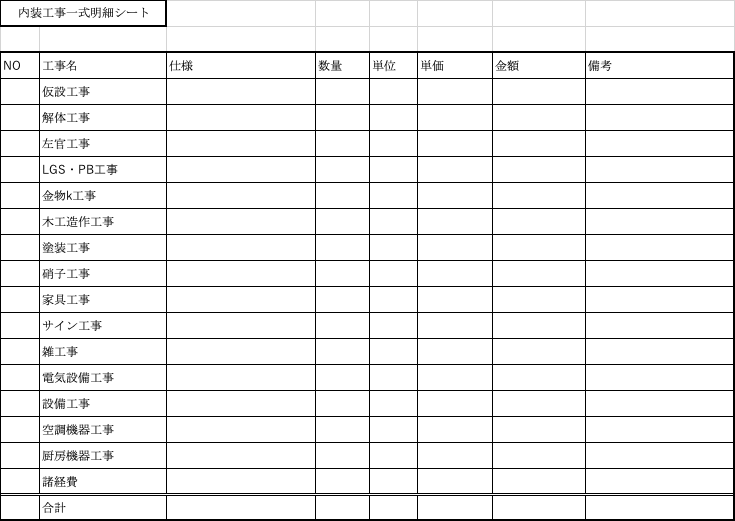 内装工事一式明細シート
NO 工事名 仕様 数量 単位 単価 金額 備考
仮設工事
解体工事
左官工事
LGS・PB工事
金物k工事
木工造作工事
塗装工事
硝子工事
家具工事
サイン工事
雑工事
電気設備工事
設備工事
空調機器工事
厨房機器工事
諸経費
合計